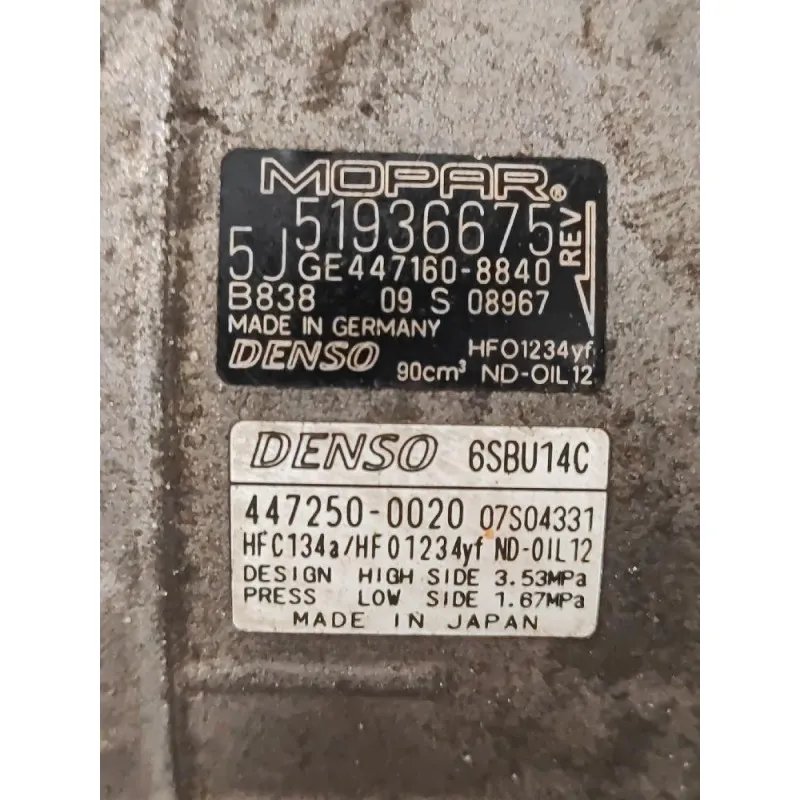 MOPAR®
5J 51936675 REV
GE447160-8840
B838 09 S 08967
MADE IN GERMANY
DENSO HFO1234yf
90cm³ ND-OIL12
DENSO 6SBU14C
447250-0020 07S04331
HFC134a/HFO1234yf ND-OIL12
DESIGN HIGH SIDE 3.53MPa
PRESS LOW SIDE 1.67MPa
MADE IN JAPAN